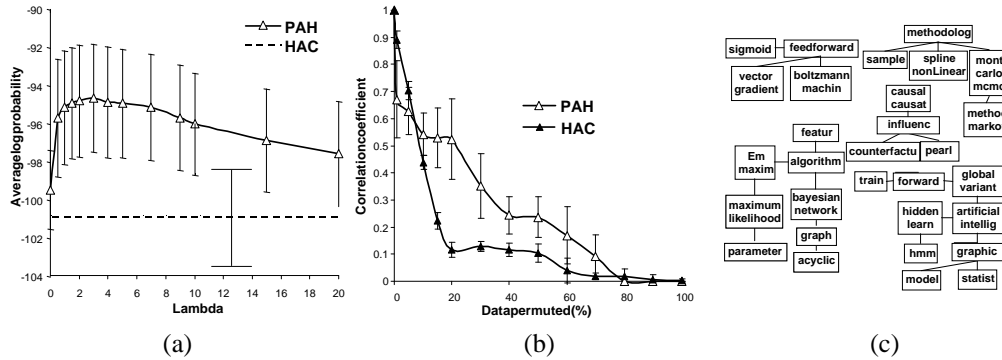 -90
-92
-94
-96
-98
-100
-102
-104
Averagelogprobability
PAH
HAC
0
2
4
6
8
10
12
14
16
18
20
Lambda
(a)
1
0.9
0.8
0.7
0.6
0.5
0.4
0.3
0.2
0.1
0
Correlationcoefficient
PAH
HAC
0
20
40
60
80
100
Datapermuted(%)
(b)
methodolog
sigmoid
feedforward
sample
spline
nonLinear
mont
carlo
mcmc
vector
gradient
boltzmann
machin
causal
causat
method
marko
influenc
featur
counterfactu
pearl
Em
maxim
algorithm
train
forward
global
variant
maximum
likelihood
bayesian
network
hidden
learn
artificial
intellig
parameter
graph
hmm
graphic
acyclic
model
statist
(c)